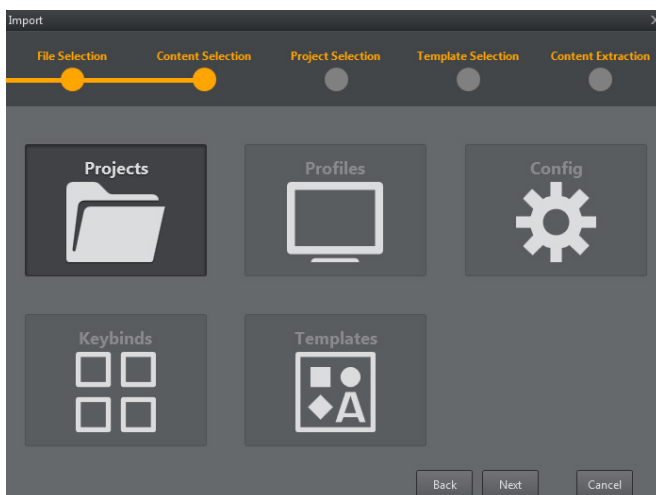 Import
File Selection Content Selection Project Selection Template Selection Content Extraction
Projects Profiles Config
Keybinds Templates
A
Back Next Cancel